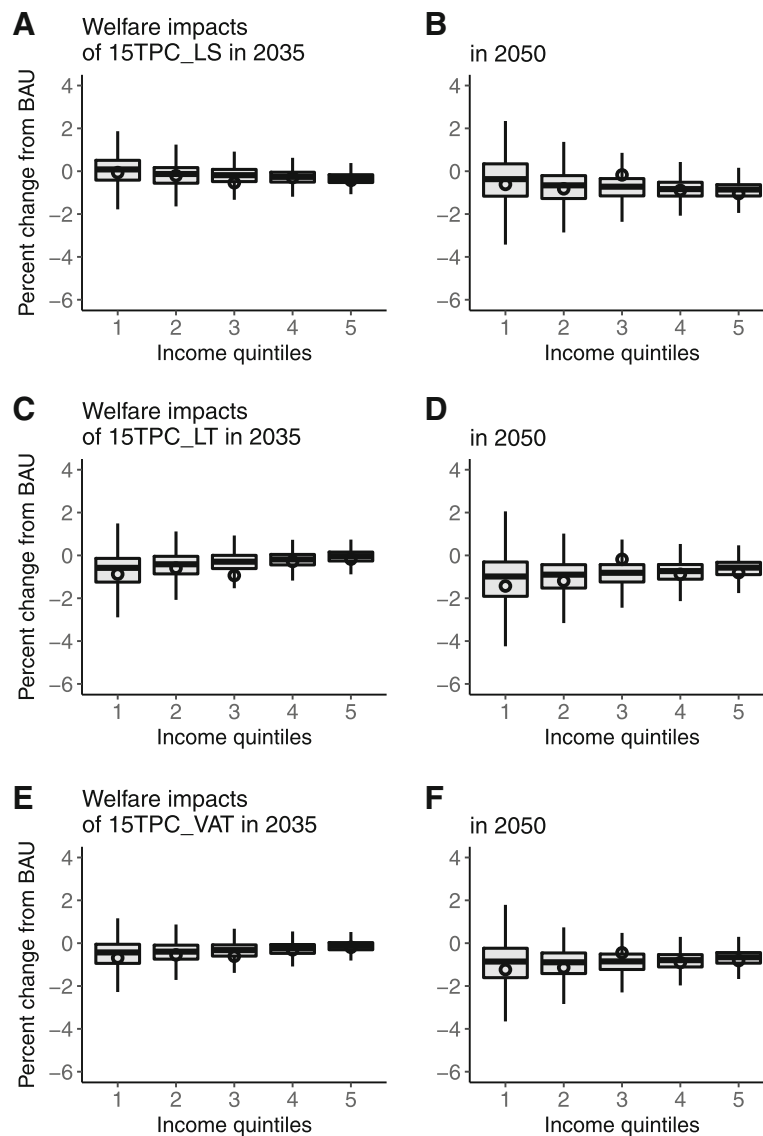 A
Welfare impacts
of 15TPC_LS in 2035
Percent change from BAU
4
2
0
−2
−4
−6
1 2 3 4 5
Income quintiles
B
in 2050
4
2
0
−2
−4
−6
1 2 3 4 5
Income quintiles
C
Welfare impacts
of 15TPC_LT in 2035
Percent change from BAU
4
2
0
−2
−4
−6
1 2 3 4 5
Income quintiles
D
in 2050
4
2
0
−2
−4
−6
1 2 3 4 5
Income quintiles
E
Welfare impacts
of 15TPC_VAT in 2035
Percent change from BAU
4
2
0
−2
−4
−6
1 2 3 4 5
Income quintiles
F
in 2050
4
2
0
−2
−4
−6
1 2 3 4 5
Income quintiles